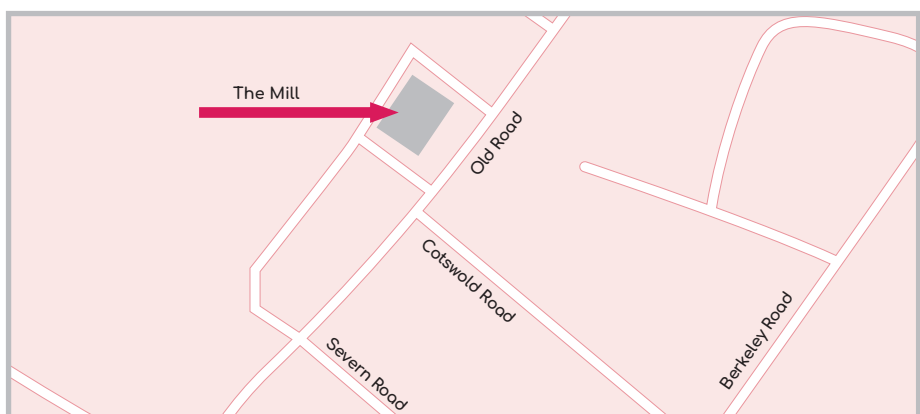 The Mill
Old Road
Cotswold Road
Berkeley Road
Severn Road